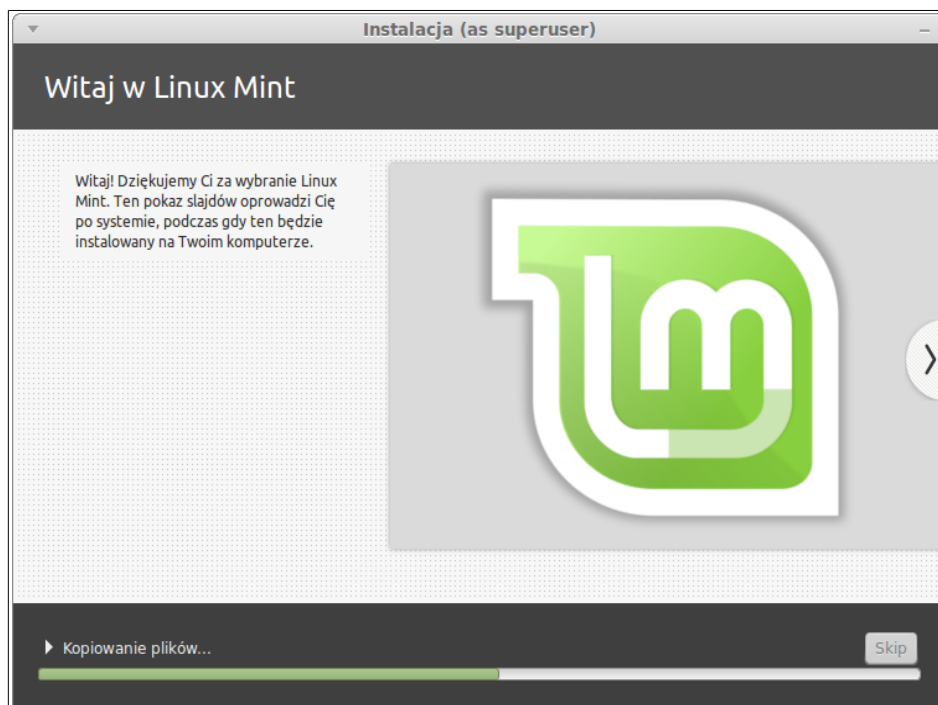 Instalacja (as superuser)
Witaj w Linux Mint
Witaj! Dziękujemy Ci za wybranie Linux
Mint. Ten pokaz slajdów oprowadzi Cię
po systemie, podczas gdy ten będzie
instalowany na Twoim komputerze.
Kopiowanie plików...
Skip